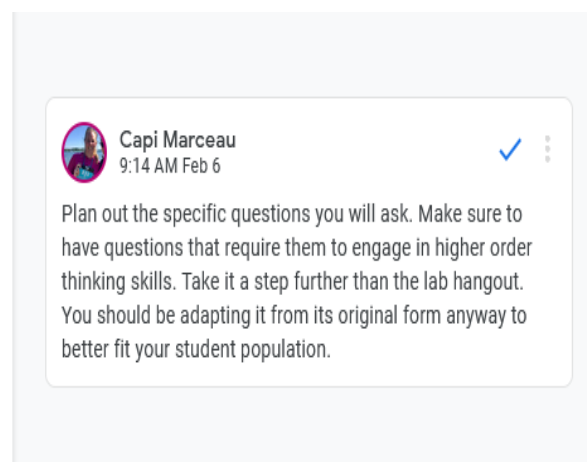 Capi Marceau
9:14 AM Feb 6
Plan out the specific questions you will ask. Make sure to
have questions that require them to engage in higher order
thinking skills. Take it a step further than the lab hangout.
You should be adapting it from its original form anyway to
better fit your student population.